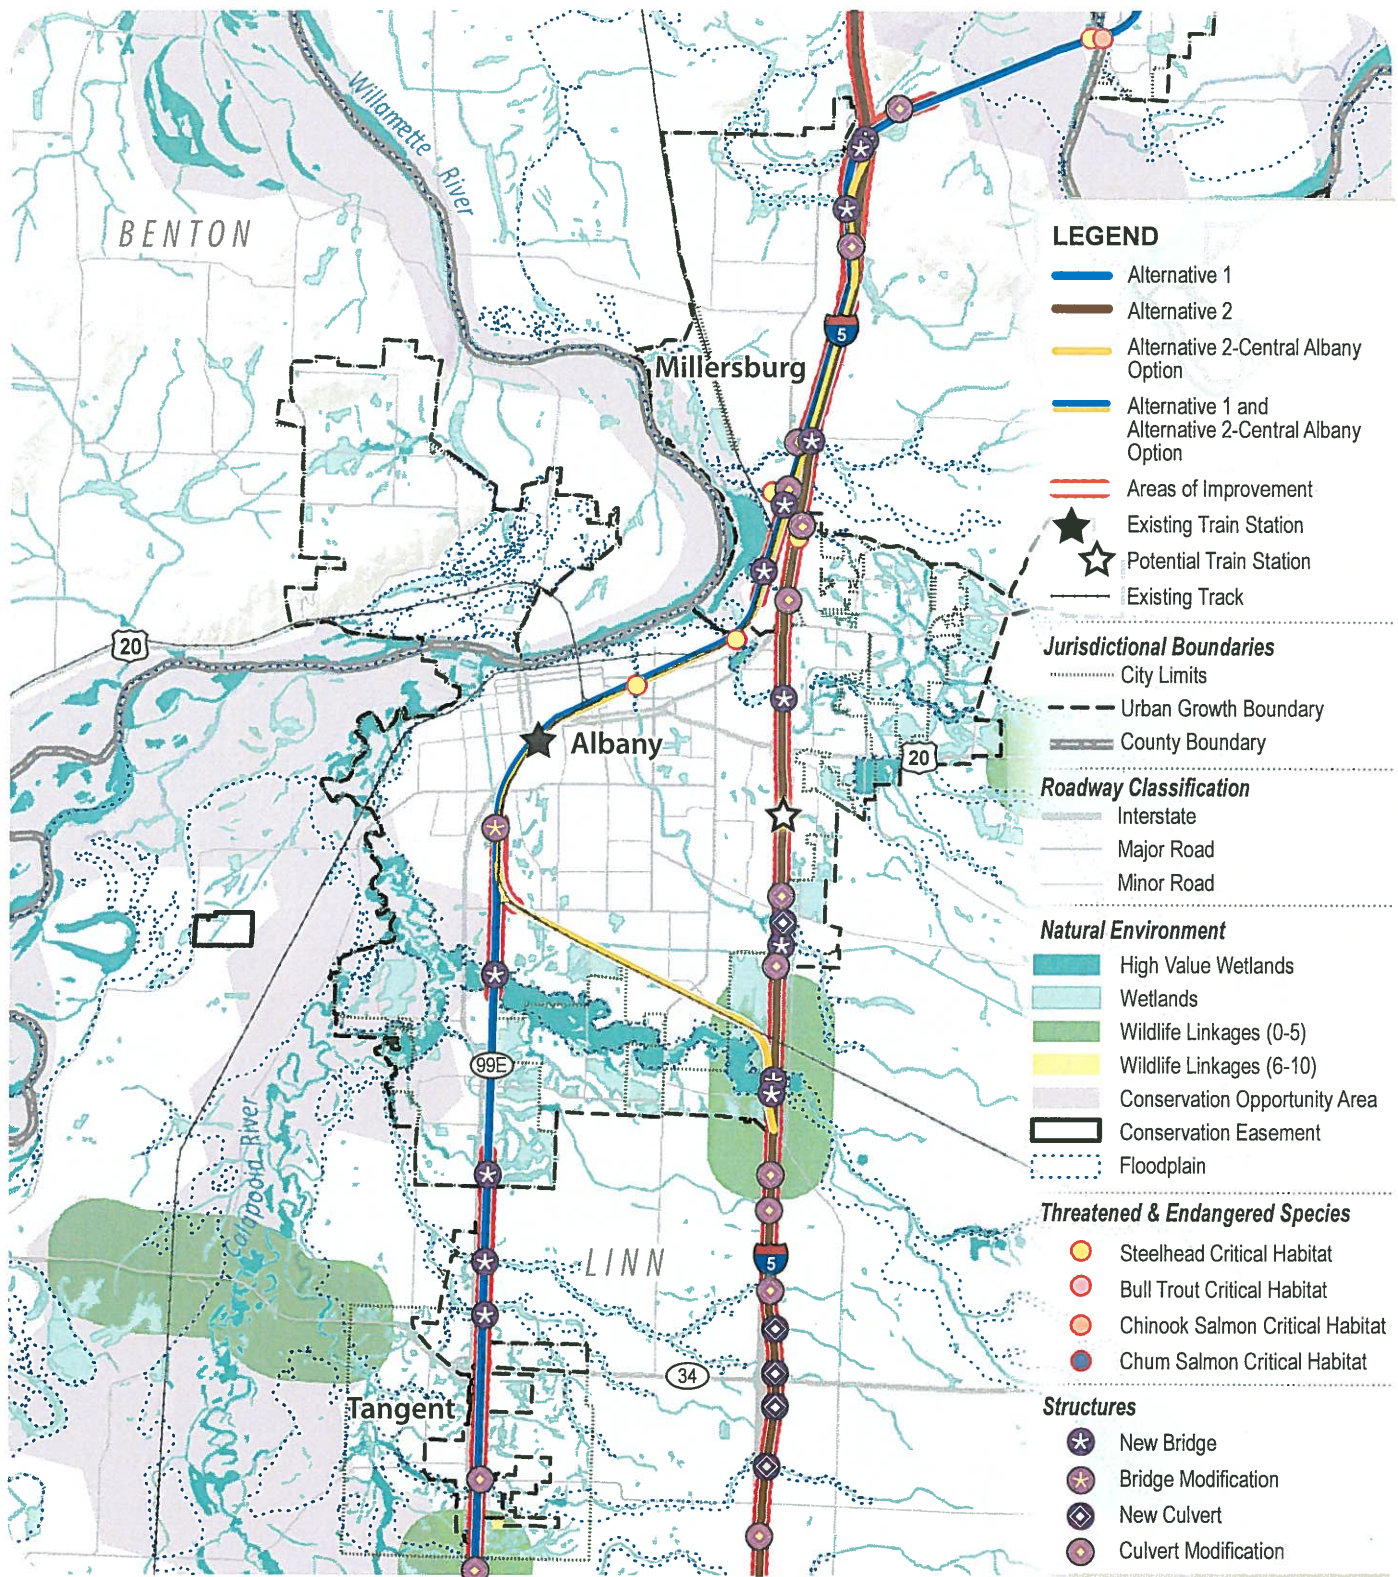 Willamette
River
BENTON
5
Millersburg
20
Albany
20
99E
Calapooia River
LINN
5
34
Tangent
LEGEND
Alternative 1
Alternative 2
Alternative 2-Central Albany
Option
Alternative 1 and
Alternative 2-Central Albany
Option
Areas of Improvement
Existing Train Station
Potential Train Station
Existing Track
Jurisdictional Boundaries
City Limits
Urban Growth Boundary
County Boundary
Roadway Classification
Interstate
Major Road
Minor Road
Natural Environment
High Value Wetlands
Wetlands
Wildlife Linkages (0-5)
Wildlife Linkages (6-10)
Conservation Opportunity Area
Conservation Easement
Floodplain
Threatened & Endangered Species
Steelhead Critical Habitat
Bull Trout Critical Habitat
Chinook Salmon Critical Habitat
Chum Salmon Critical Habitat
Structures
New Bridge
Bridge Modification
New Culvert
Culvert Modification